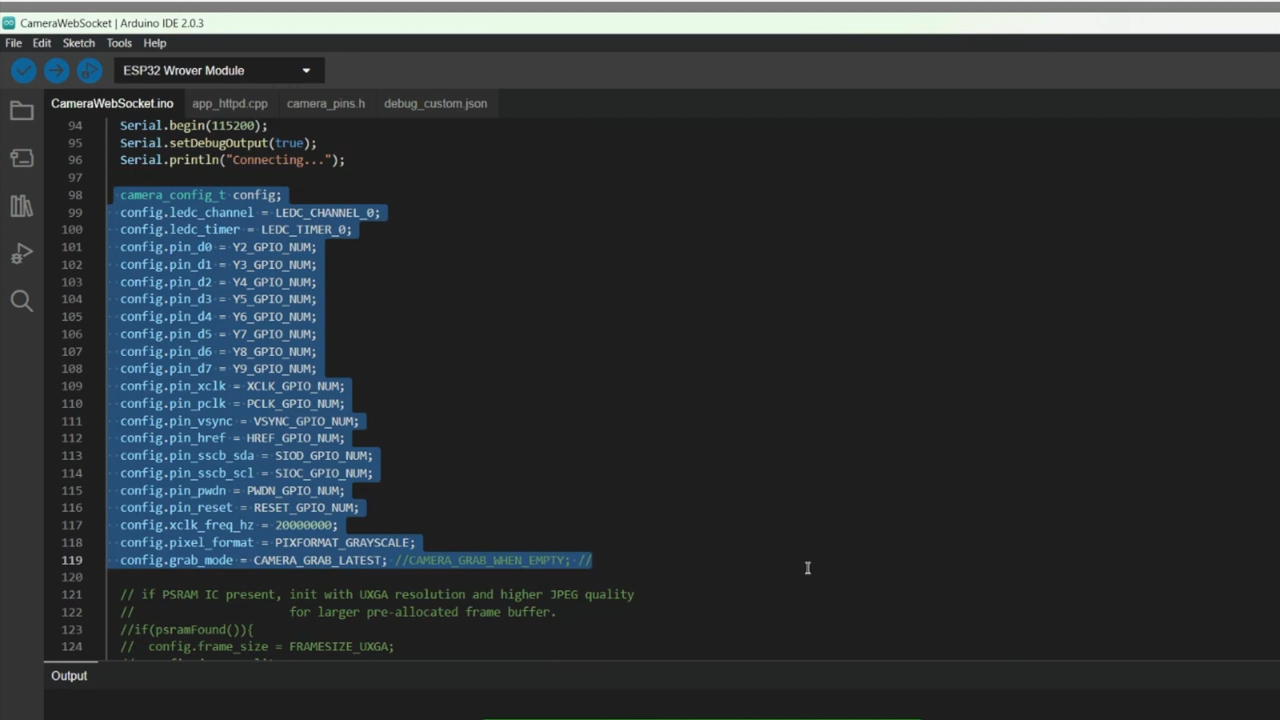 CameraWebSocket | Arduino IDE 2.0.3
File Edit Sketch Tools Help
ESP32 Wrover Module
CameraWebSocket.ino app_httpd.cpp camera_pins.h debug_custom.json
94 Serial.begin(115200);
95 Serial.setDebugOutput(true);
96 Serial.println("Connecting...");
97
98 camera_config_t config;
99 config.ledc_channel = LEDC_CHANNEL_0;
100 config.ledc_timer = LEDC_TIMER_0;
101 config.pin_d0 = Y2_GPIO_NUM;
102 config.pin_d1 = Y3_GPIO_NUM;
103 config.pin_d2 = Y4_GPIO_NUM;
104 config.pin_d3 = Y5_GPIO_NUM;
105 config.pin_d4 = Y6_GPIO_NUM;
106 config.pin_d5 = Y7_GPIO_NUM;
107 config.pin_d6 = Y8_GPIO_NUM;
108 config.pin_d7 = Y9_GPIO_NUM;
109 config.pin_xclk = XCLK_GPIO_NUM;
110 config.pin_pclk = PCLK_GPIO_NUM;
111 config.pin_vsync = VSYNC_GPIO_NUM;
112 config.pin_href = HREF_GPIO_NUM;
113 config.pin_sscb_sda = SIOD_GPIO_NUM;
114 config.pin_sscb_scl = SIOC_GPIO_NUM;
115 config.pin_pwdn = PWDN_GPIO_NUM;
116 config.pin_reset = RESET_GPIO_NUM;
117 config.xclk_freq_hz = 20000000;
118 config.pixel_format = PIXFORMAT_GRAYSCALE;
119 config.grab_mode = CAMERA_GRAB_LATEST; //CAMERA_GRAB_WHEN_EMPTY; //
120
121 // if PSRAM IC present, init with UXGA resolution and higher JPEG quality
122 // for larger pre-allocated frame buffer.
123 //if(psramFound()){
124 // config.frame_size = FRAMESIZE_UXGA;
Output